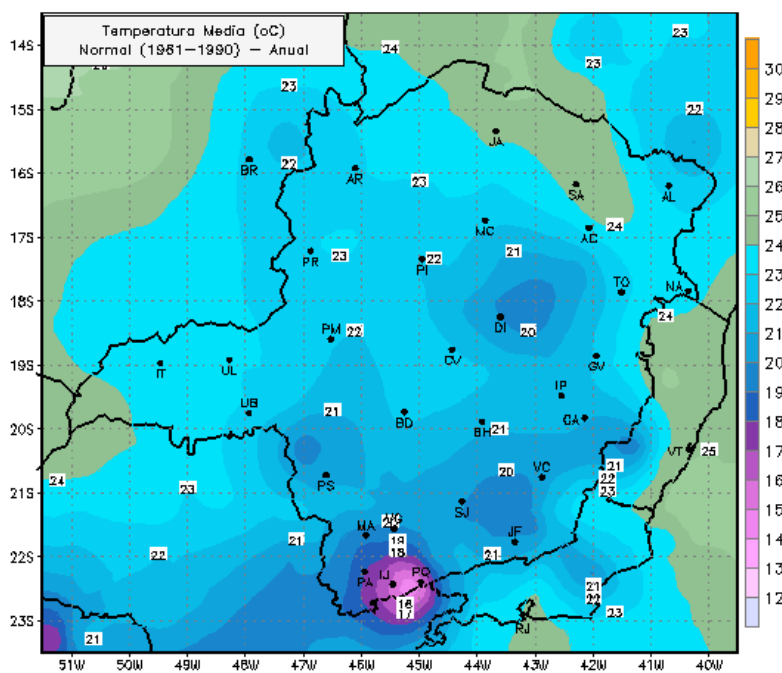 Temperatura Media (oC)
Normal (1961–1990) – Anual
24
23
23
14S
30
29
23
22
15S
28
JA
27
22
16S
BR
AR
23
26
SA
AL
25
MC
24
24
17S
AC
21
23
PR
23
22
PI
TO
NA
22
18S
24
21
DI
20
PM
22
20
19S
CV
GV
IT
UL
19
IP
18
UB
21
BD
CA
17
20S
BH
21
VT
25
16
21
24
20
VC
22
15
PS
23
21S
23
SJ
14
MA
VG
13
22
21
19
JF
21
22S
18
12
PA
IJ
PO
21
16
22
23
23S
17
RJ
21
51W
50W
49W
48W
47W
46W
45W
44W
43W
42W
41W
40W